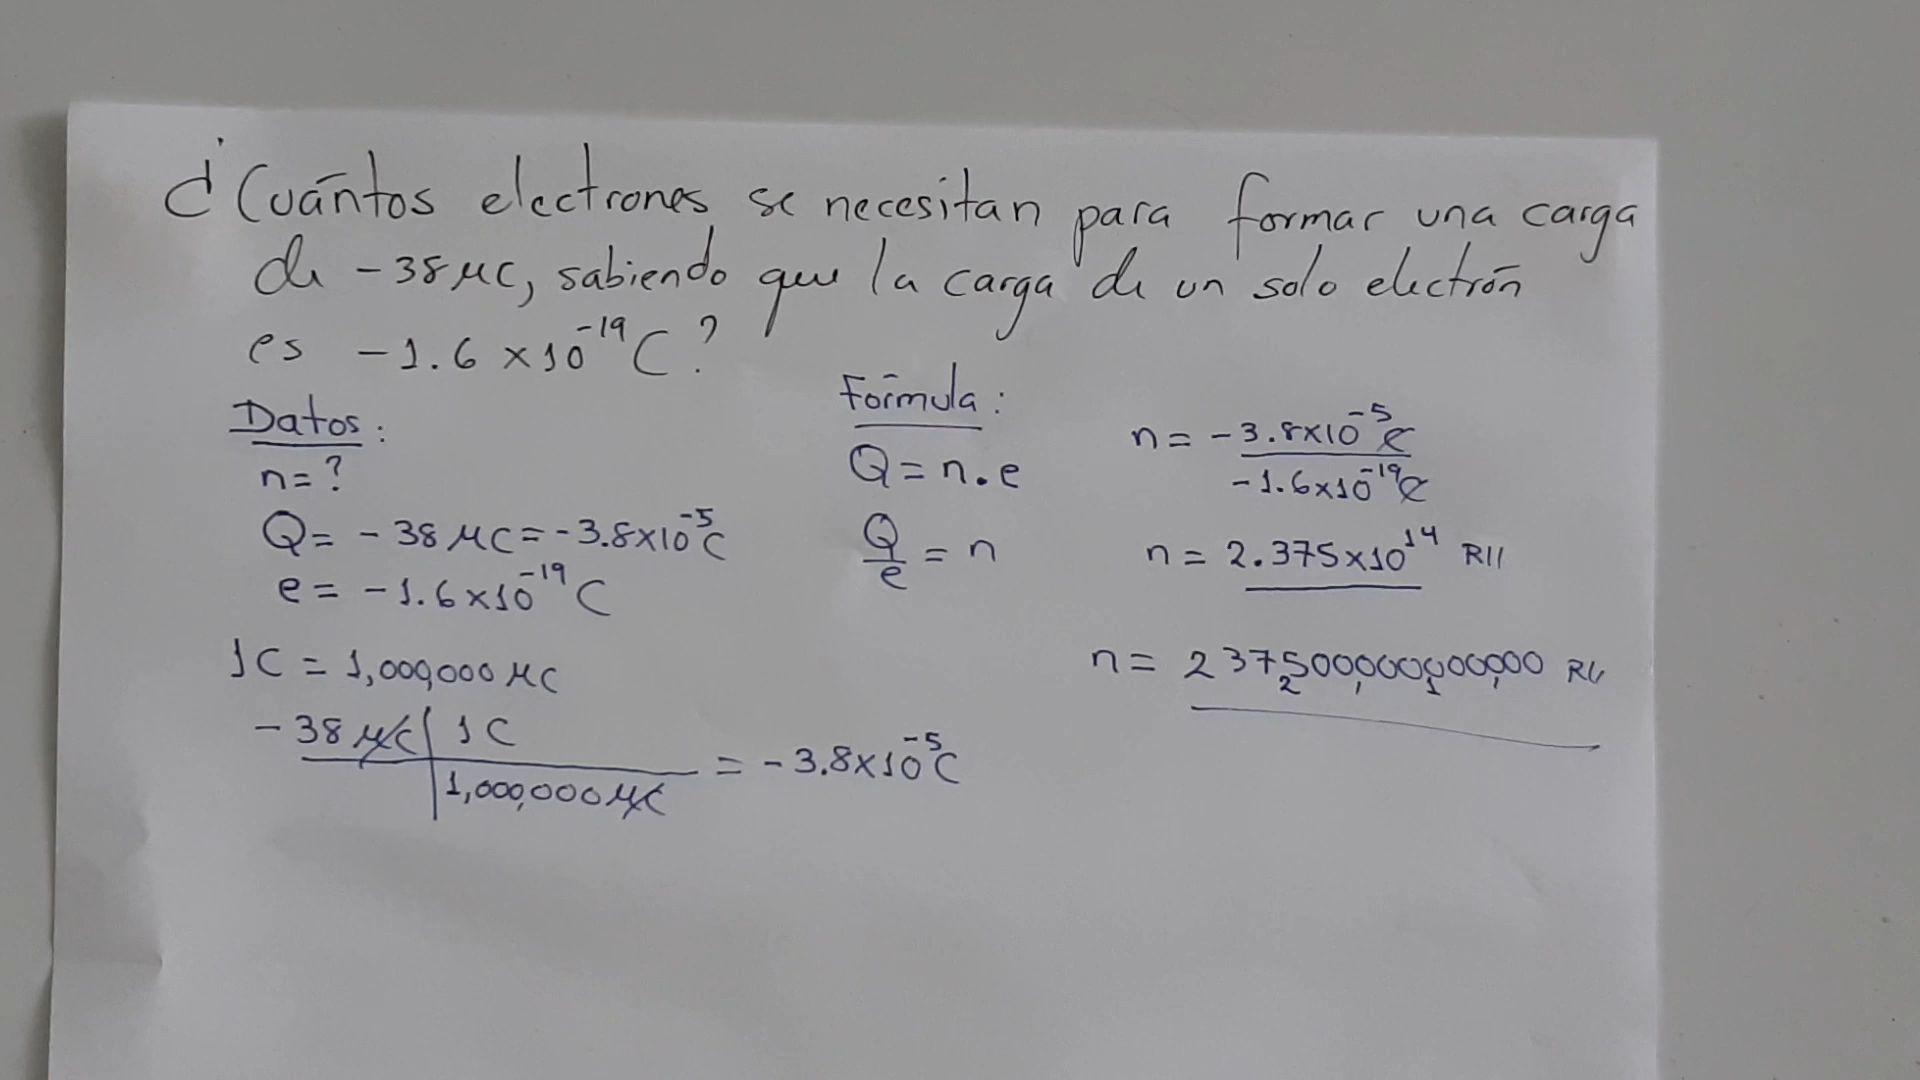 ¿Cuántos electrones se necesitan para formar una carga
de -38 μC, sabiendo que la carga de un solo electrón
es -1.6 x 10^-19 C?
Datos:
n = ?
Q = -38 μC = -3.8x10^-5 C
e = -1.6x10^-19 C
1C = 1,000,000 μC
-38 μC | 1C
| 1,000,000 μC = -3.8x10^-5 C
Fórmula:
Q = n.e
Q/e = n
n = -3.8x10^-5 C
-1.6x10^-19 C
n = 2.375x10^14 R//
n = 237,500,000,000,000 R//